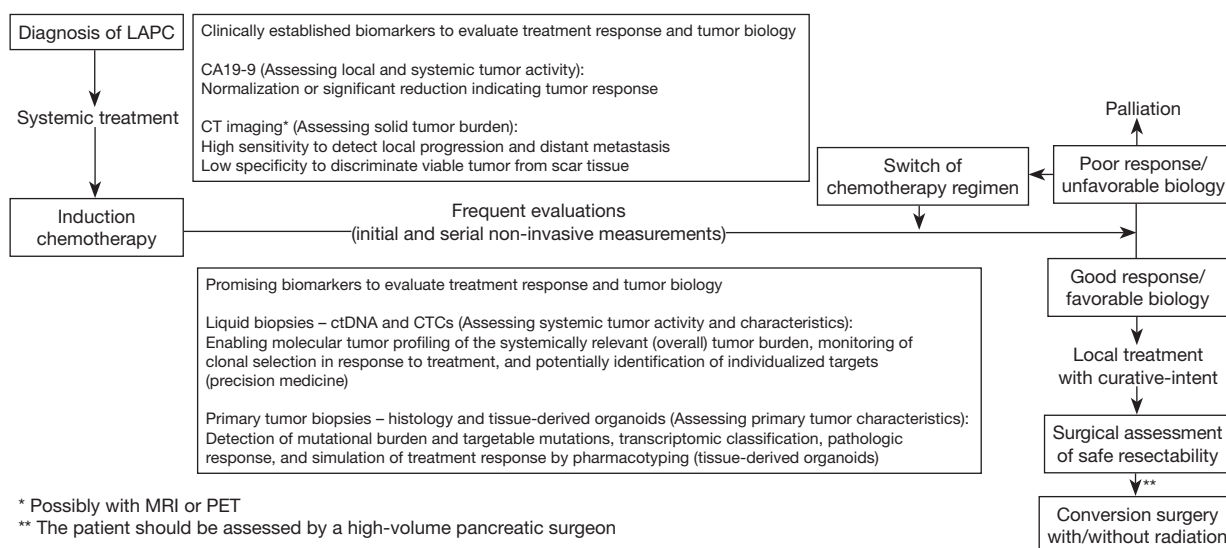 Diagnosis of LAPC
Systemic treatment
Induction
chemotherapy
Clinically established biomarkers to evaluate treatment response and tumor biology
CA19-9 (Assessing local and systemic tumor activity):
Normalization or significant reduction indicating tumor response
CT imaging* (Assessing solid tumor burden):
High sensitivity to detect local progression and distant metastasis
Low specificity to discriminate viable tumor from scar tissue
Frequent evaluations
(initial and serial non-invasive measurements)
Switch of
chemotherapy regimen
Palliation
Poor response/
unfavorable biology
Promising biomarkers to evaluate treatment response and tumor biology
Liquid biopsies – ctDNA and CTCs (Assessing systemic tumor activity and characteristics):
Enabling molecular tumor profiling of the systemically relevant (overall) tumor burden, monitoring of
clonal selection in response to treatment, and potentially identification of individualized targets
(precision medicine)
Primary tumor biopsies – histology and tissue-derived organoids (Assessing primary tumor characteristics):
Detection of mutational burden and targetable mutations, transcriptomic classification, pathologic
response, and simulation of treatment response by pharmacotyping (tissue-derived organoids)
Good response/
favorable biology
Local treatment
with curative-intent
Surgical assessment
of safe resectability
**
Conversion surgery
with/without radiation
* Possibly with MRI or PET
** The patient should be assessed by a high-volume pancreatic surgeon